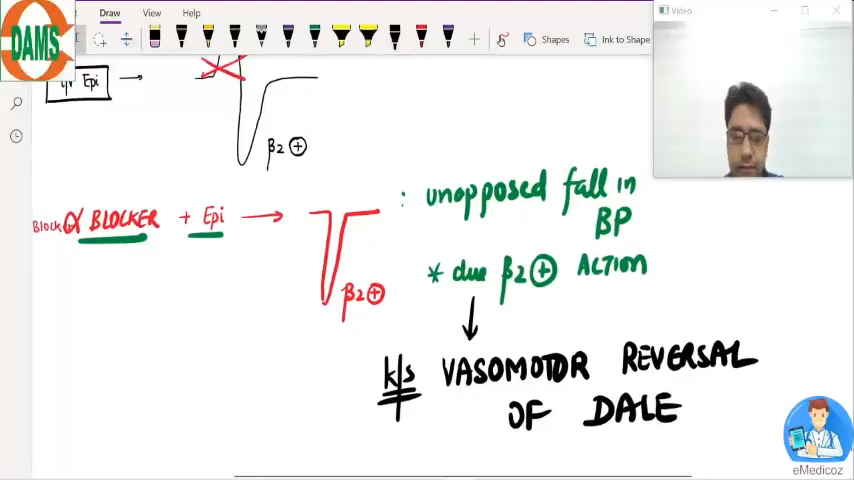 Draw
View
Help
Video
DAMS
Shapes
Ink to Shape
Epi
β2 ⊕
BLOCK
α BLOCKER + Epi →
: unopposed fall in
BP
β2 ⊕
* due β2 ⊕ ACTION
k/s VASOMOTOR REVERSAL
OF DALE
eMedicoz